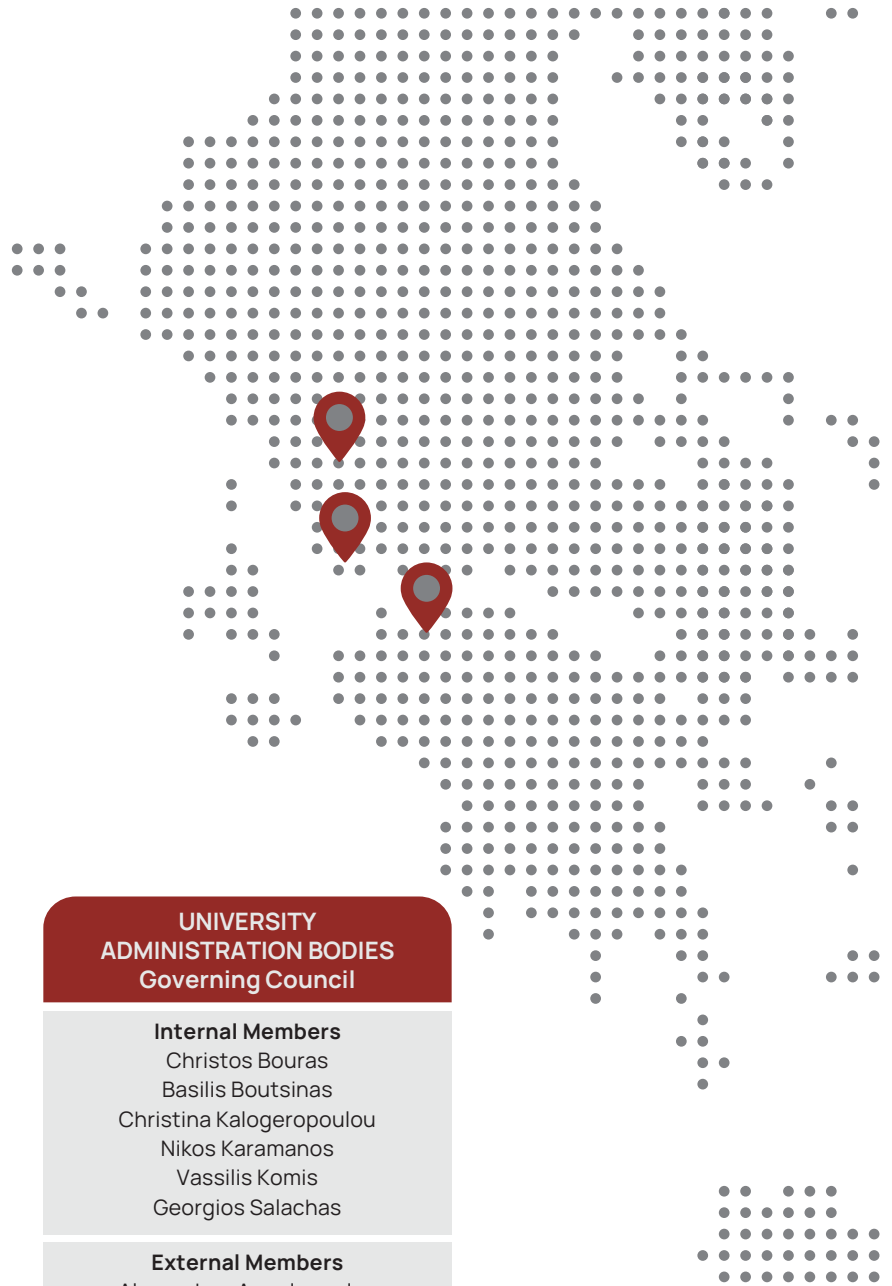 UNIVERSITY
ADMINISTRATION BODIES
Governing Council
Internal Members
Christos Bouras
Basilis Boutsinas
Christina Kalogeropoulou
Nikos Karamanos
Vassilis Komis
Georgios Salachas
External Members